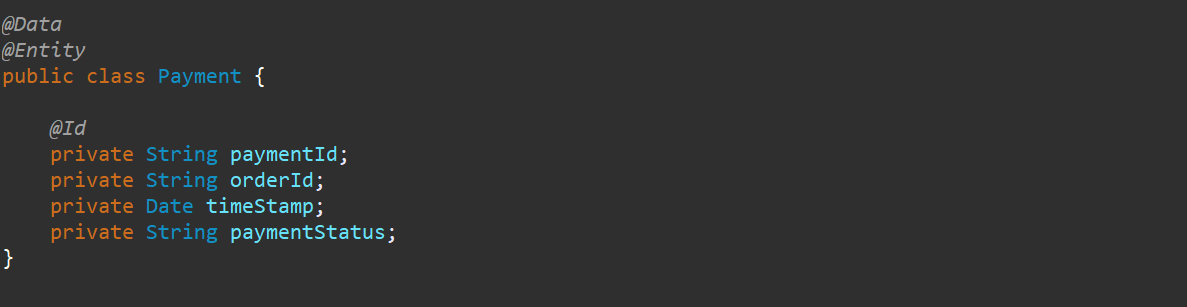 @Data
@Entity
public class Payment {
@Id
private String paymentId;
private String orderId;
private Date timeStamp;
private String paymentStatus;
}